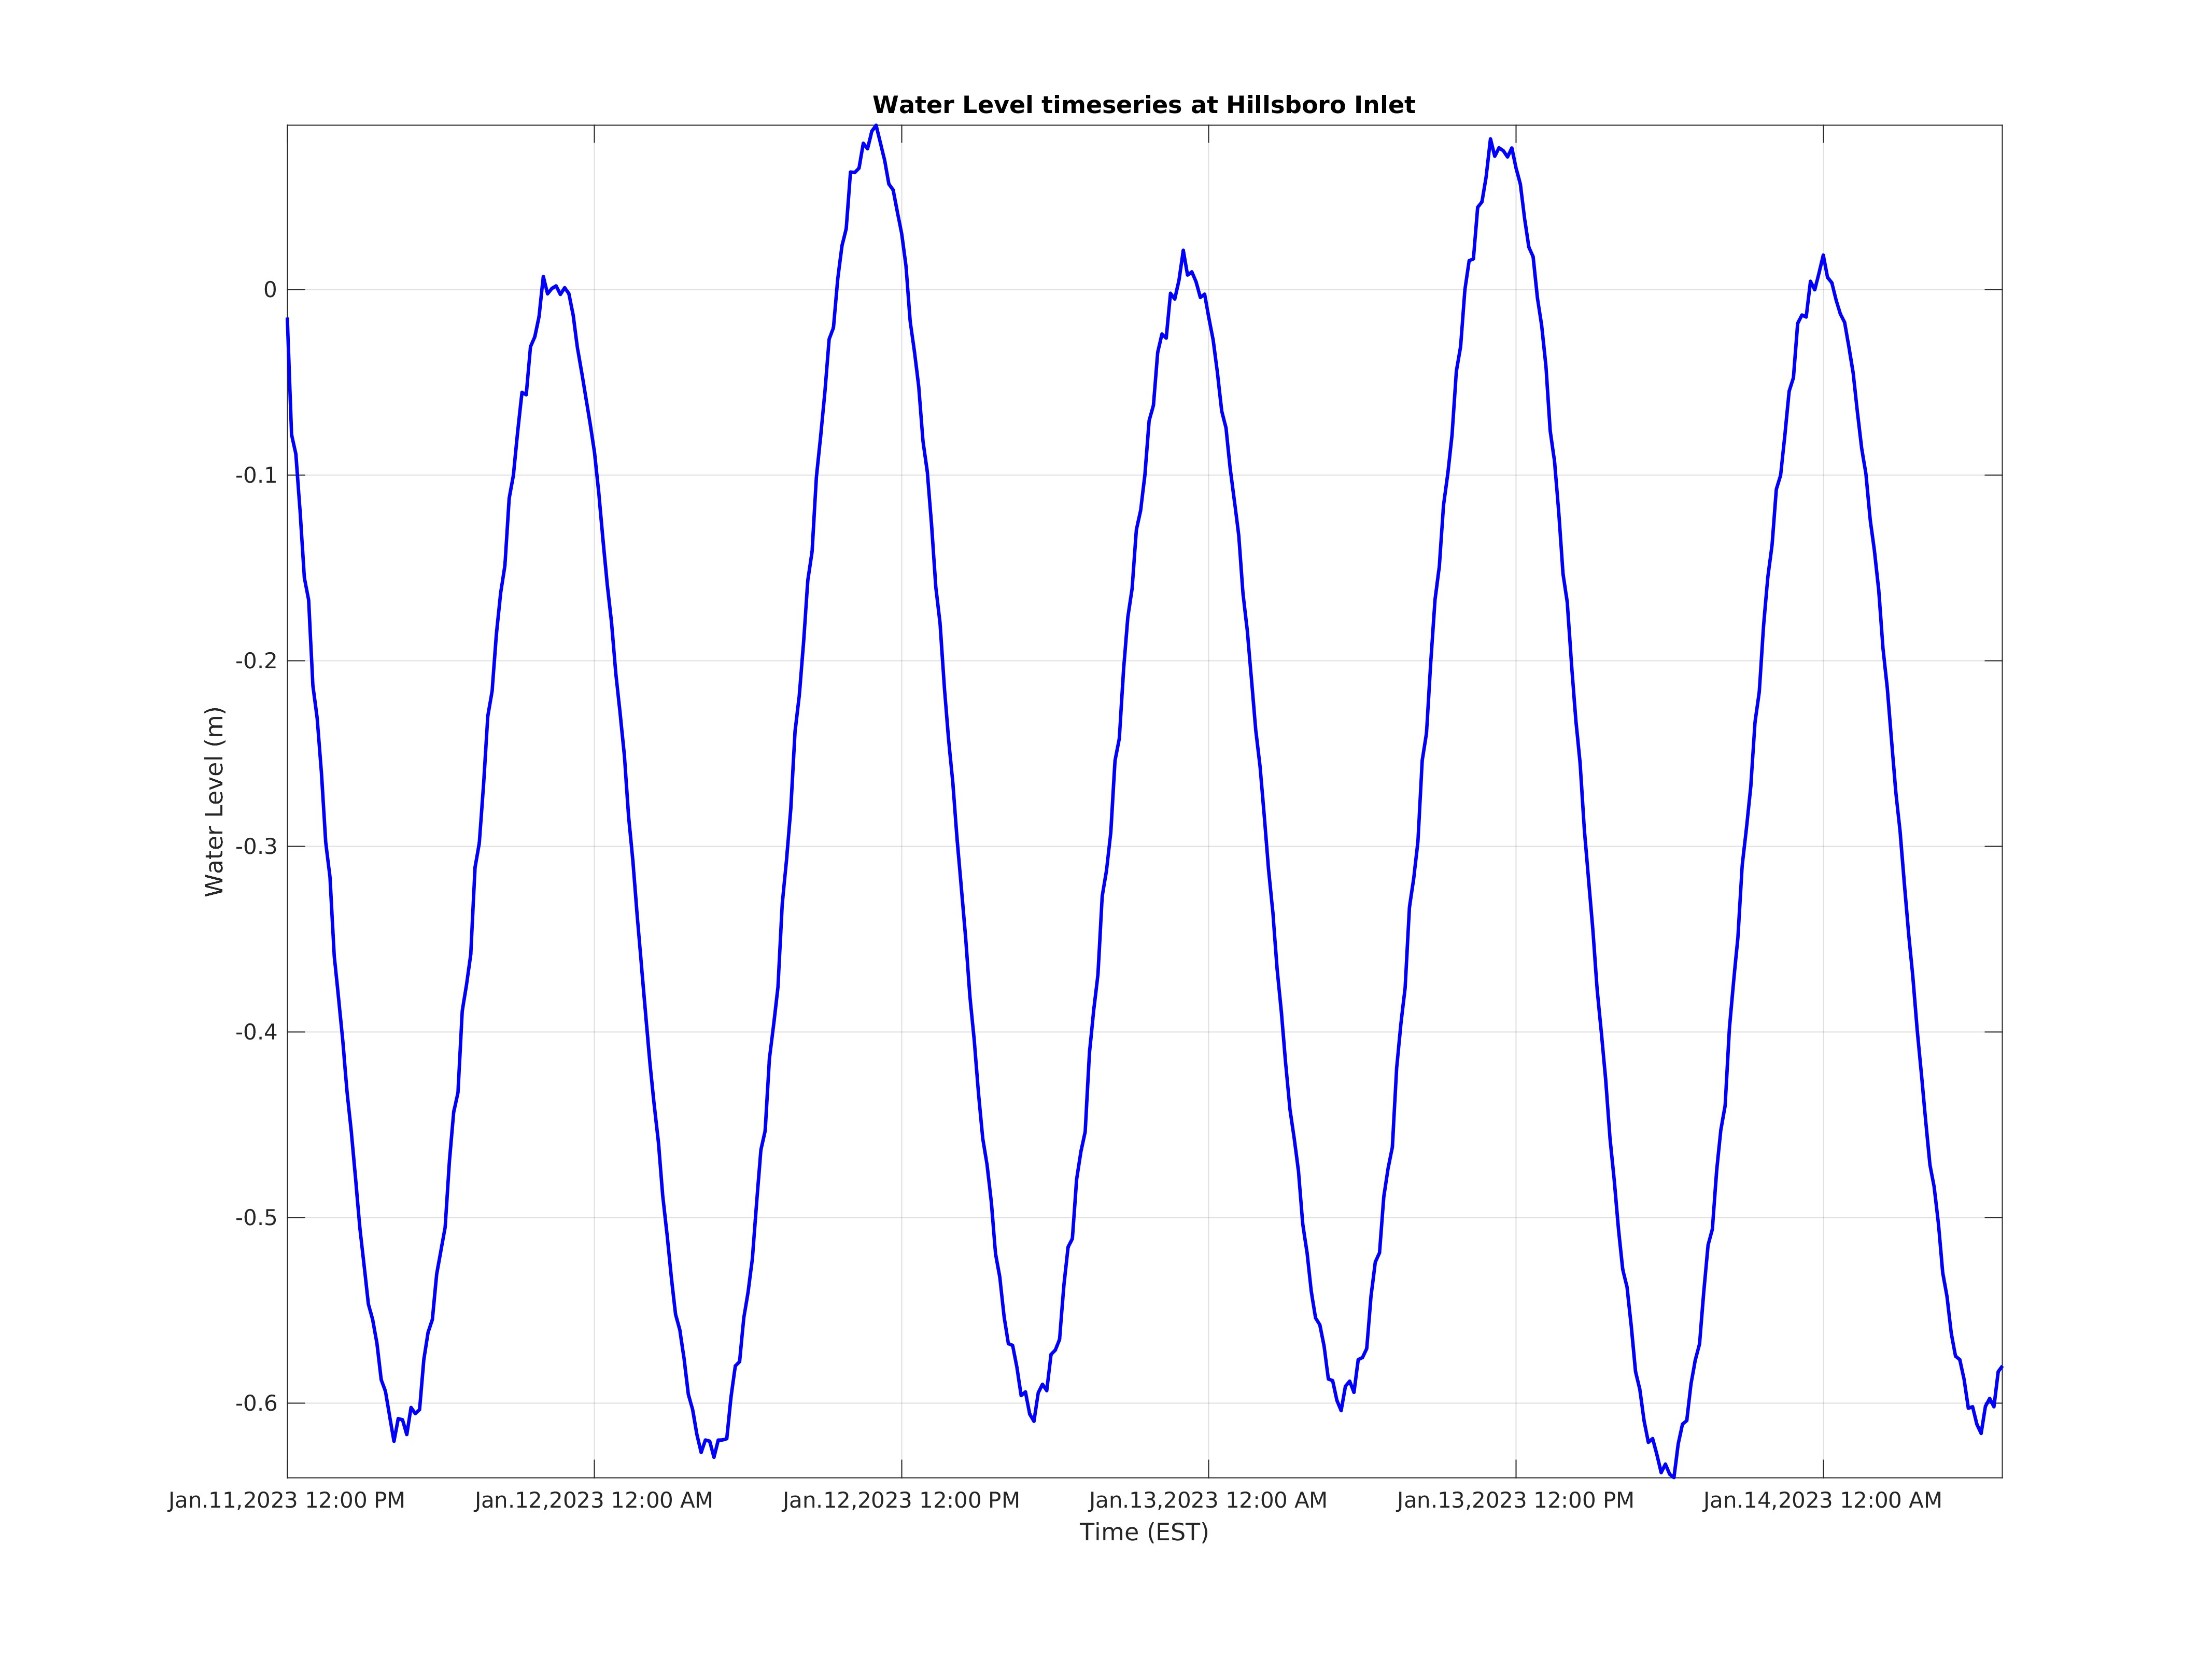 Water Level timeseries at Hillsboro Inlet
0
-0.1
-0.2
-0.3
-0.4
-0.5
-0.6
Water Level (m)
Jan.11,2023 12:00 PM
Jan.12,2023 12:00 AM
Jan.12,2023 12:00 PM
Jan.13,2023 12:00 AM
Jan.13,2023 12:00 PM
Jan.14,2023 12:00 AM
Time (EST)